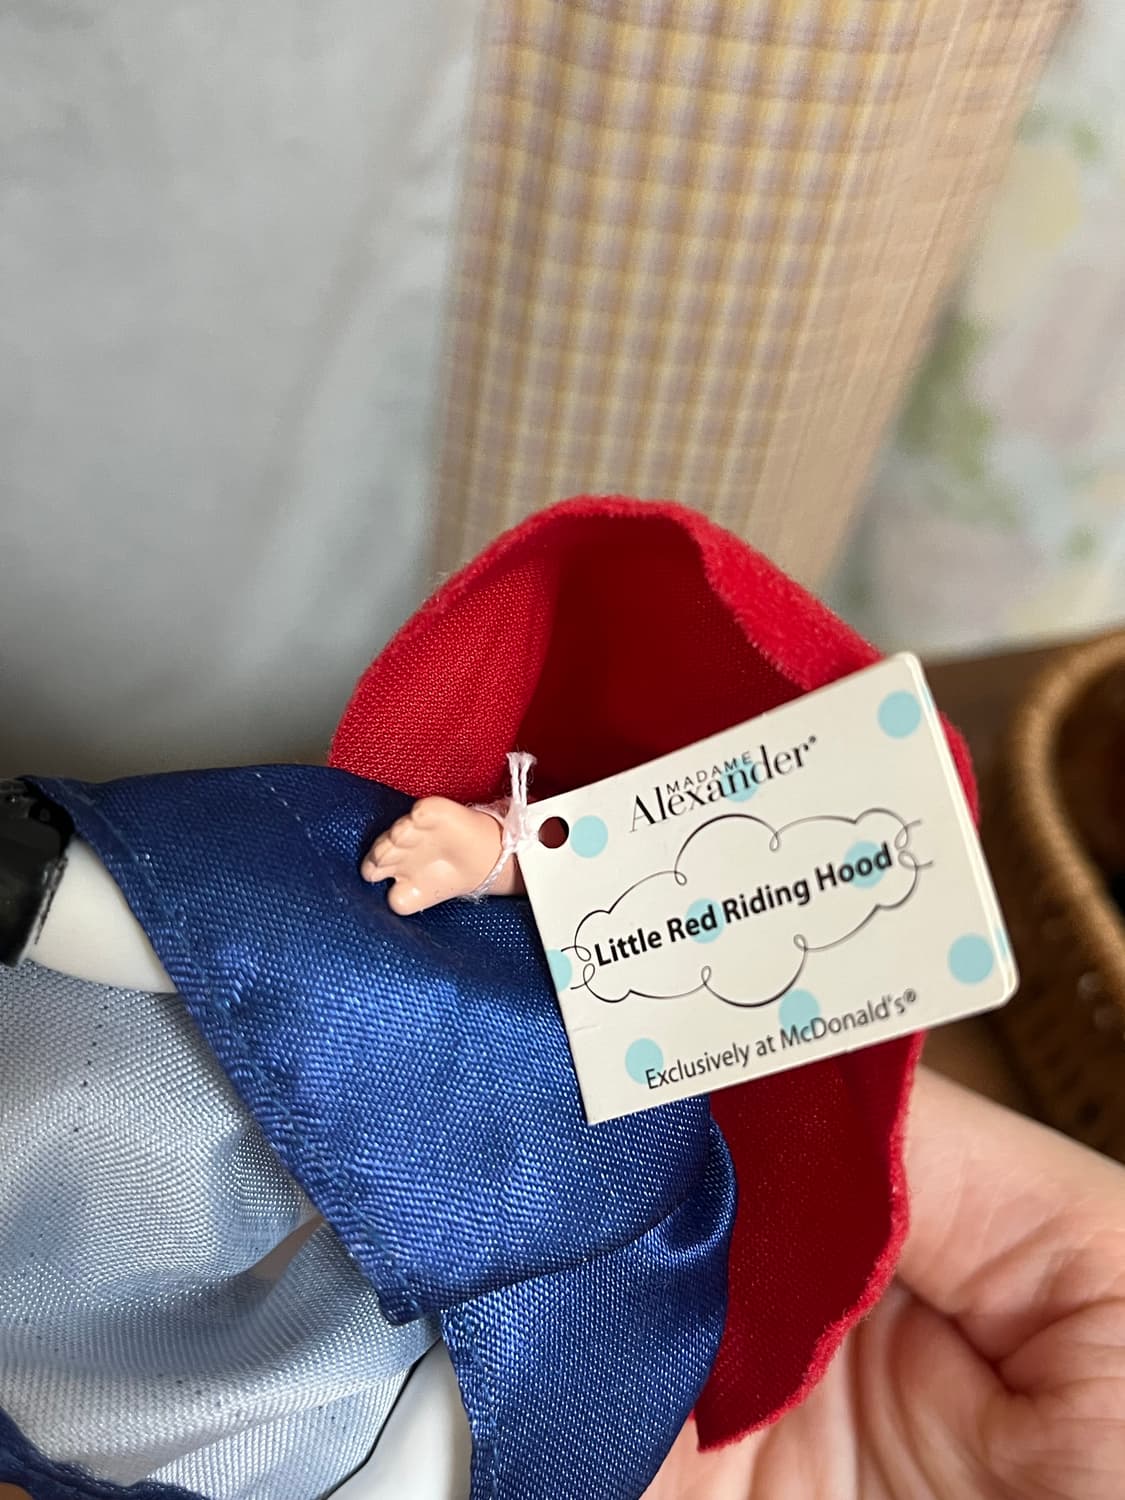 MADAME
Alexander®
Little Red Riding Hood
Exclusively at McDonald's®